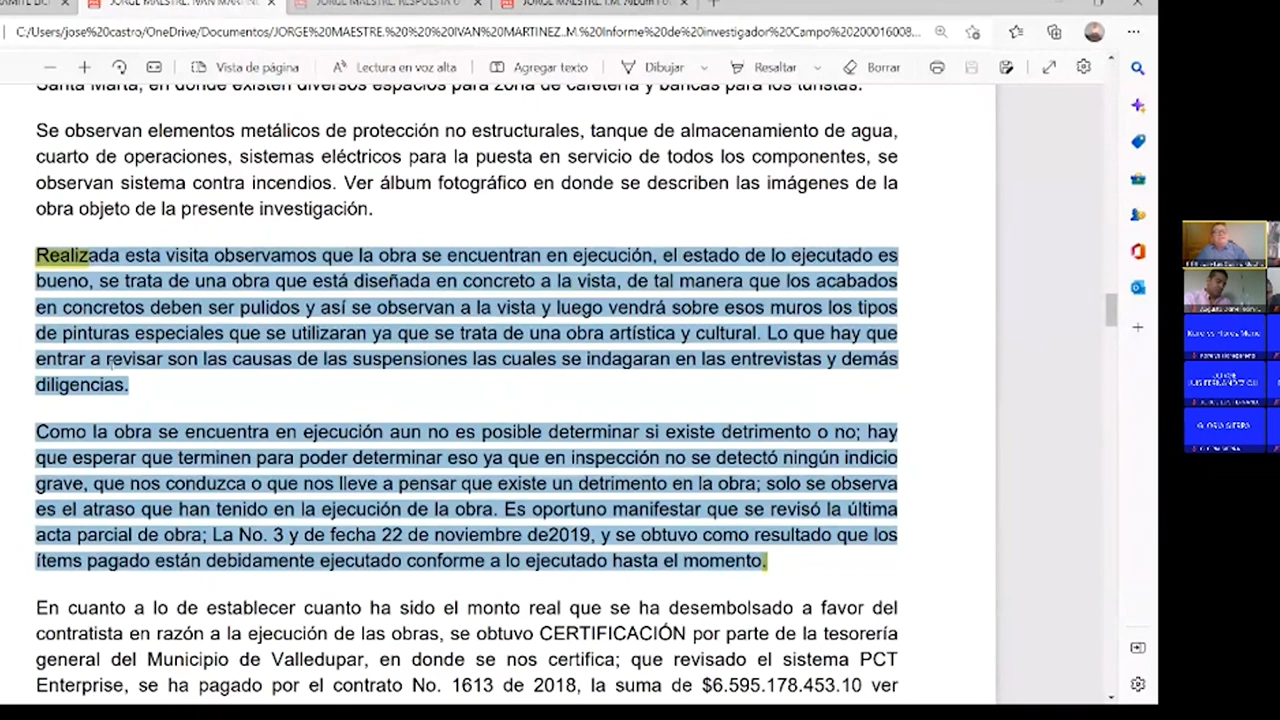 JORGE MAESTRE. IVAN MARTIN
JORGE MAESTRE. RESPUESTA
JORGE MAESTRE. I.M. Album Fot
C:/Users/jose%20castro/OneDrive/Documentos/JORGE%20MAESTRE.%20%20%20IVAN%20MARTINEZ..M.%20Informe%20de%20investigador%20Campo%20200016008...
Vista de página
Lectura en voz alta
Agregar texto
Dibujar
Resaltar
Borrar
Santa Marta, en donde existen diversos espacios para zona de cafetería y bancas para los turistas.
Se observan elementos metálicos de protección no estructurales, tanque de almacenamiento de agua,
cuarto de operaciones, sistemas eléctricos para la puesta en servicio de todos los componentes, se
observan sistema contra incendios. Ver álbum fotográfico en donde se describen las imágenes de la
obra objeto de la presente investigación.
Realizada esta visita observamos que la obra se encuentran en ejecución, el estado de lo ejecutado es
bueno, se trata de una obra que está diseñada en concreto a la vista, de tal manera que los acabados
en concretos deben ser pulidos y así se observan a la vista y luego vendrá sobre esos muros los tipos
de pinturas especiales que se utilizaran ya que se trata de una obra artística y cultural. Lo que hay que
entrar a revisar son las causas de las suspensiones las cuales se indagaran en las entrevistas y demás
diligencias.
Como la obra se encuentra en ejecución aun no es posible determinar si existe detrimento o no; hay
que esperar que terminen para poder determinar eso ya que en inspección no se detectó ningún indicio
grave, que nos conduzca o que nos lleve a pensar que existe un detrimento en la obra; solo se observa
es el atraso que han tenido en la ejecución de la obra. Es oportuno manifestar que se revisó la última
acta parcial de obra; La No. 3 y de fecha 22 de noviembre de2019, y se obtuvo como resultado que los
ítems pagado están debidamente ejecutado conforme a lo ejecutado hasta el momento.
En cuanto a lo de establecer cuanto ha sido el monto real que se ha desembolsado a favor del
contratista en razón a la ejecución de las obras, se obtuvo CERTIFICACIÓN por parte de la tesorería
general del Municipio de Valledupar, en donde se nos certifica; que revisado el sistema PCT
Enterprise, se ha pagado por el contrato No. 1613 de 2018, la suma de $6.595.178.453.10 ver
GLORIA SIERRA